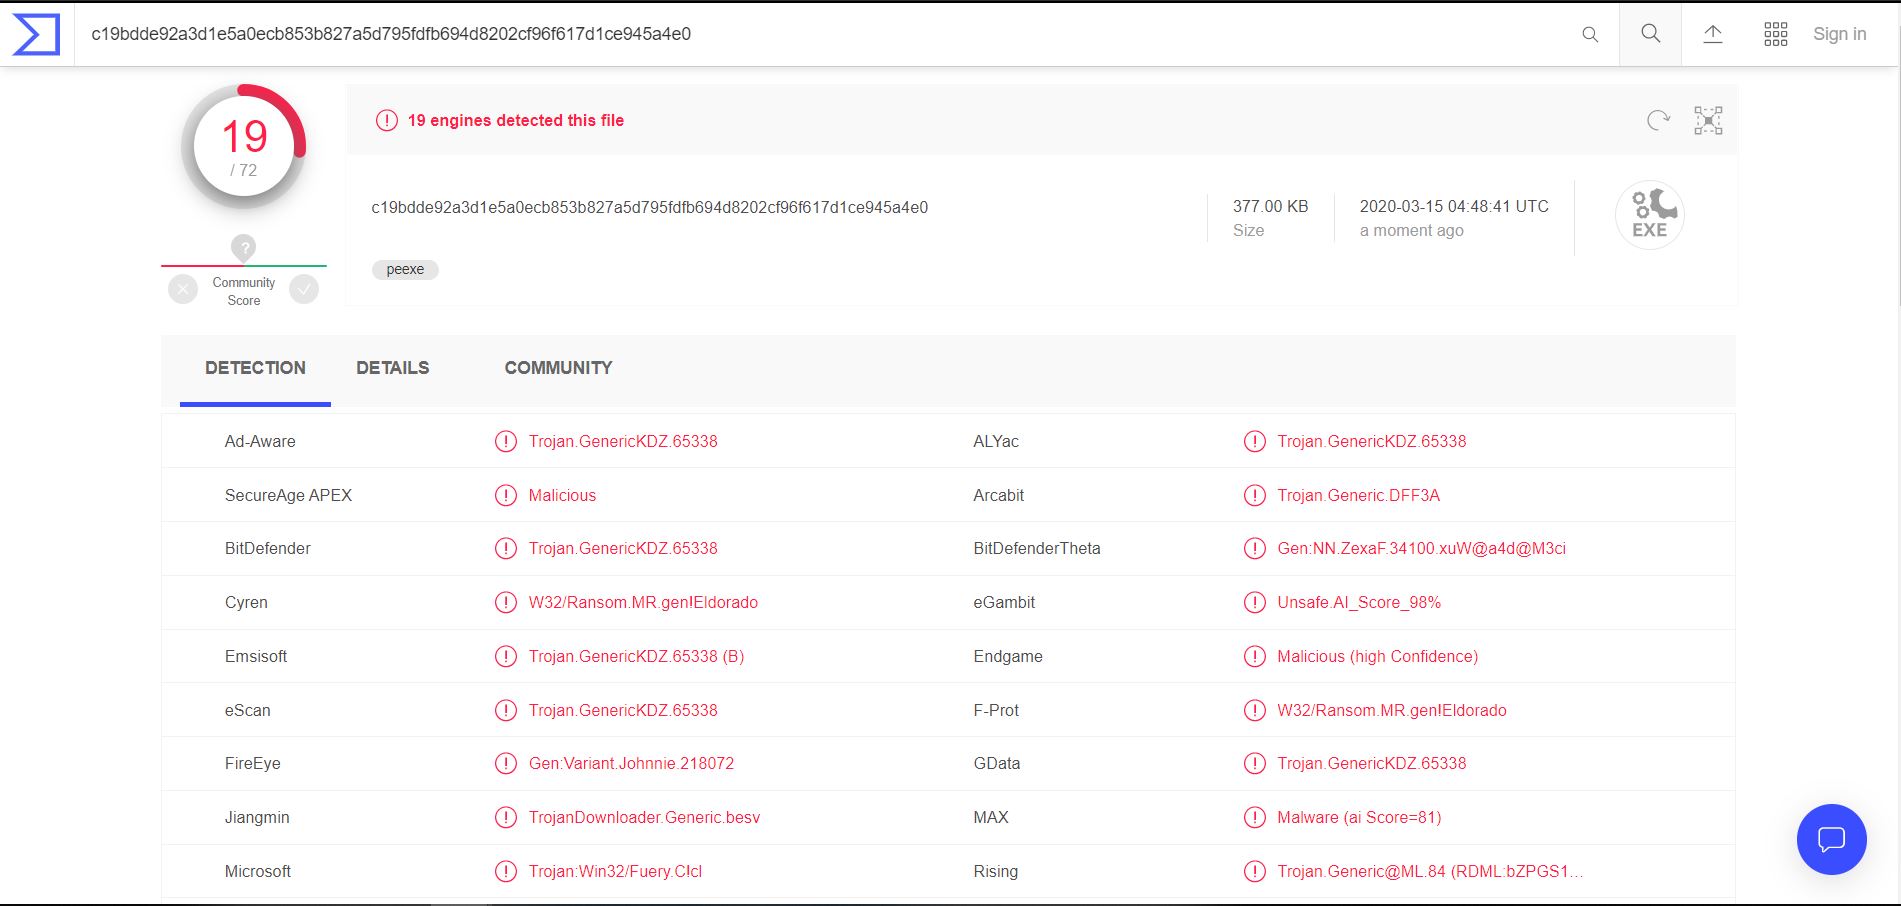 c19bdde92a3d1e5a0ecb853b827a5d795fdfb694d8202cf96f617d1ce945a4e0
Sign in
19
/ 72
19 engines detected this file
c19bdde92a3d1e5a0ecb853b827a5d795fdfb694d8202cf96f617d1ce945a4e0
377.00 KB
Size
2020-03-15 04:48:41 UTC
a moment ago
EXE
peexe
?
Community
Score
DETECTION DETAILS COMMUNITY
Ad-Aware Trojan.GenericKDZ.65338 ALYac Trojan.GenericKDZ.65338
SecureAge APEX Malicious Arcabit Trojan.Generic.DFF3A
BitDefender Trojan.GenericKDZ.65338 BitDefenderTheta Gen:NN.ZexaF.34100.xuW@a4d@M3ci
Cyren W32/Ransom.MR.gen!Eldorado eGambit Unsafe.AI_Score_98%
Emsisoft Trojan.GenericKDZ.65338 (B) Endgame Malicious (high Confidence)
eScan Trojan.GenericKDZ.65338 F-Prot W32/Ransom.MR.gen!Eldorado
FireEye Gen:Variant.Johnnie.218072 GData Trojan.GenericKDZ.65338
Jiangmin TrojanDownloader.Generic.besv MAX Malware (ai Score=81)
Microsoft Trojan:Win32/Fuery.C!cl Rising Trojan.Generic@ML.84 (RDML:bZPGS1...